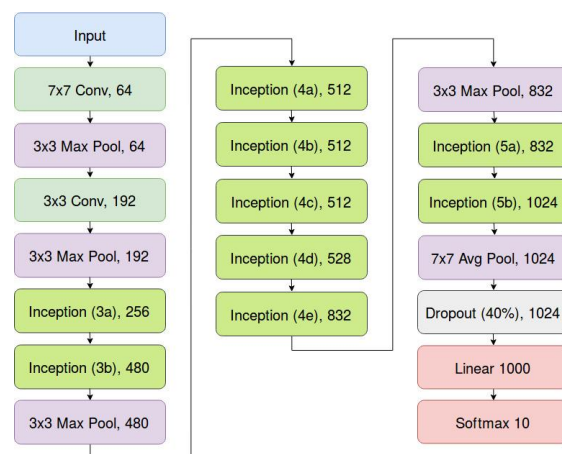 Input
7x7 Conv, 64
3x3 Max Pool, 64
3x3 Conv, 192
3x3 Max Pool, 192
Inception (3a), 256
Inception (3b), 480
3x3 Max Pool, 480
Inception (4a), 512
Inception (4b), 512
Inception (4c), 512
Inception (4d), 528
Inception (4e), 832
3x3 Max Pool, 832
Inception (5a), 832
Inception (5b), 1024
7x7 Avg Pool, 1024
Dropout (40%), 1024
Linear 1000
Softmax 10